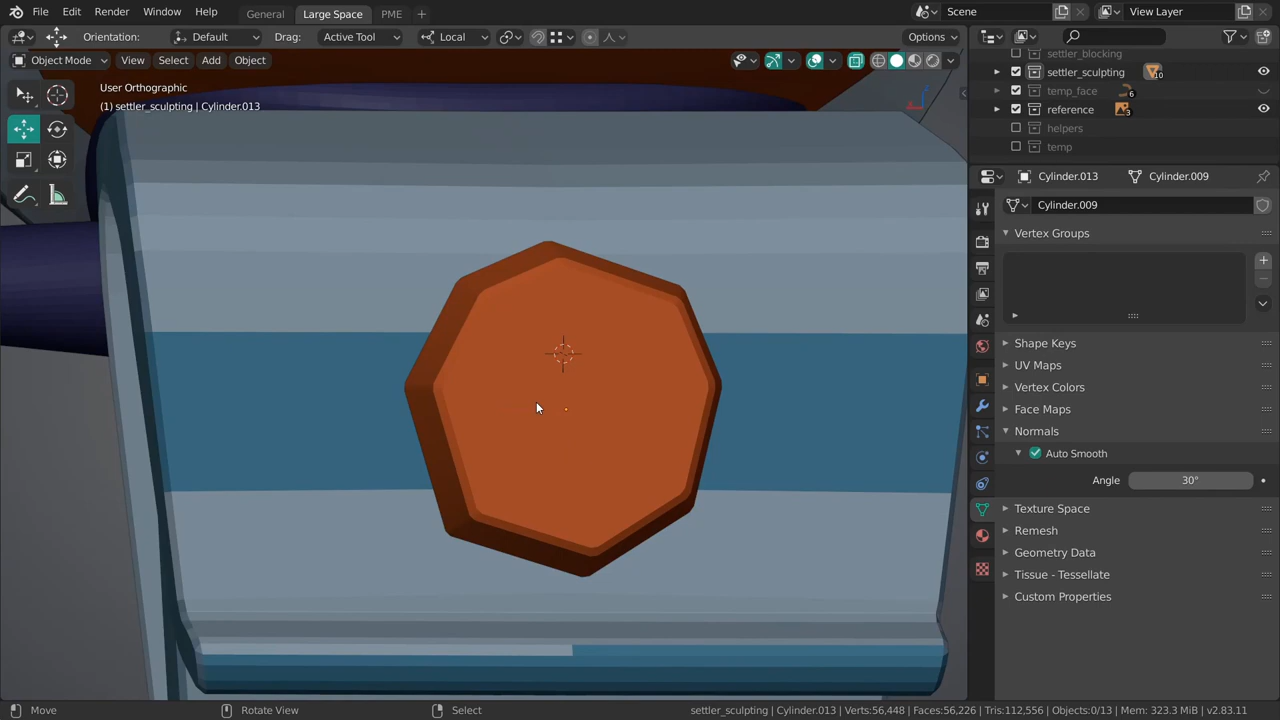 File Edit Render Window Help General Large Space PME + Scene View Layer
Orientation: Default Drag: Active Tool Local Options
Object Mode View Select Add Object
User Orthographic
(1) settler_sculpting | Cylinder.013
settler_blocking
settler_sculpting 10
temp_face 6
reference 3
helpers
temp
Cylinder.013 Cylinder.009
Cylinder.009
Vertex Groups
Shape Keys
UV Maps
Vertex Colors
Face Maps
Normals
Auto Smooth
Angle 30°
Texture Space
Remesh
Geometry Data
Tissue - Tessellate
Custom Properties
Move Rotate View Select settler_sculpting | Cylinder.013 | Verts:56,448 | Faces:56,226 | Tris:112,556 | Objects:0/13 | Mem: 323.3 MiB | v2.83.11